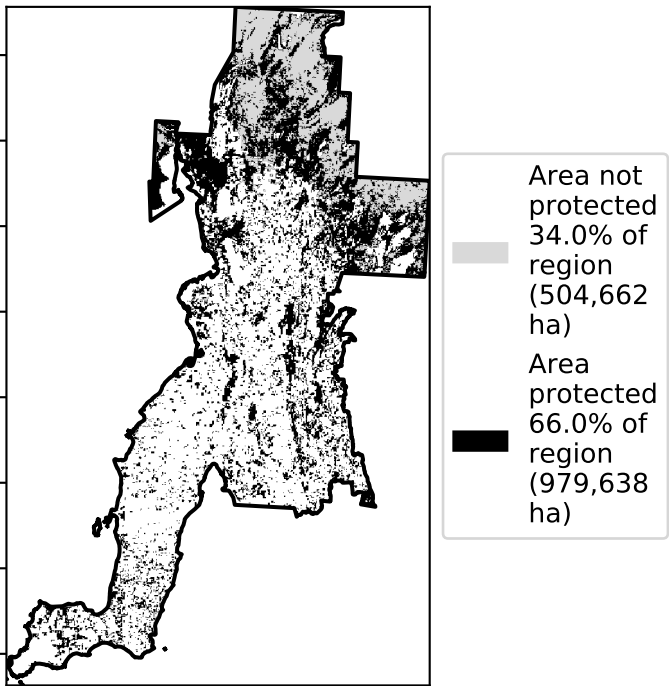 Area not
protected
34.0% of
region
(504,662
ha)
Area
protected
66.0% of
region
(979,638
ha)